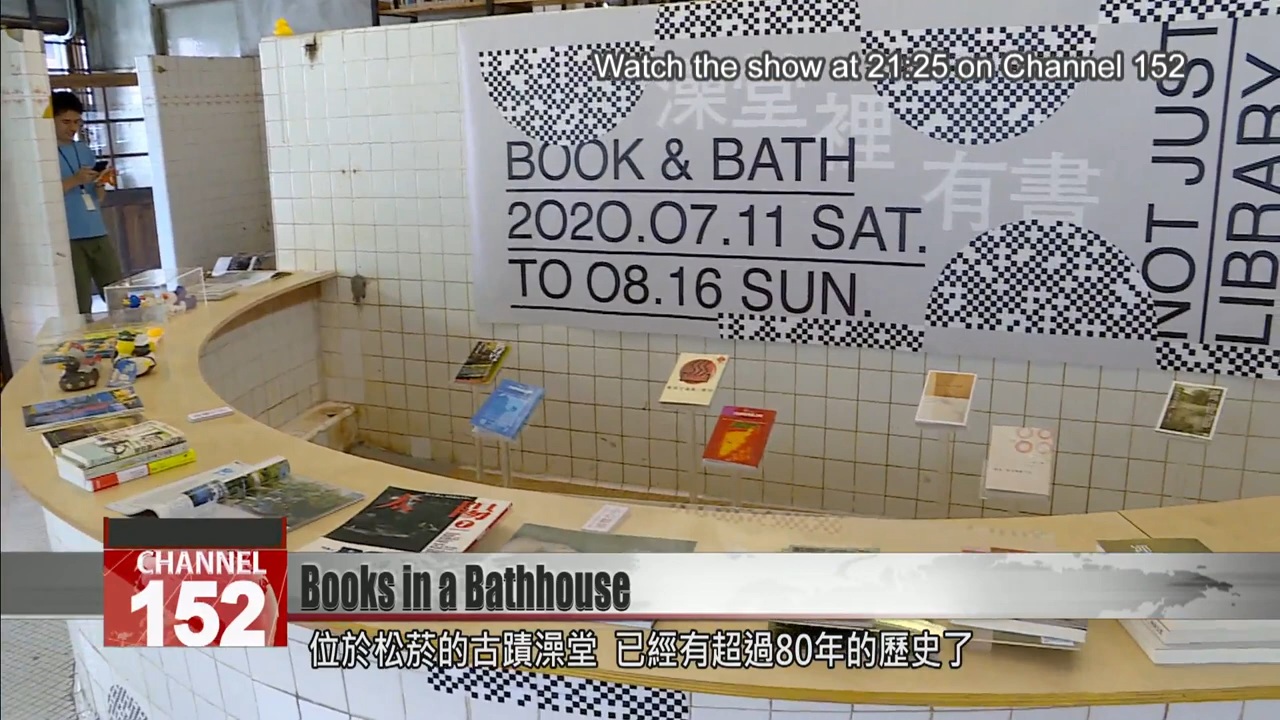 Watch the show at 21:25 on Channel 152
澡堂裡
有書
BOOK & BATH
2020.07.11 SAT.
TO 08.16 SUN.
NOT JUST
LIBRARY
CHANNEL
152
Books in a Bathhouse
位於松菸的古蹟澡堂 已經有超過80年的歷史了